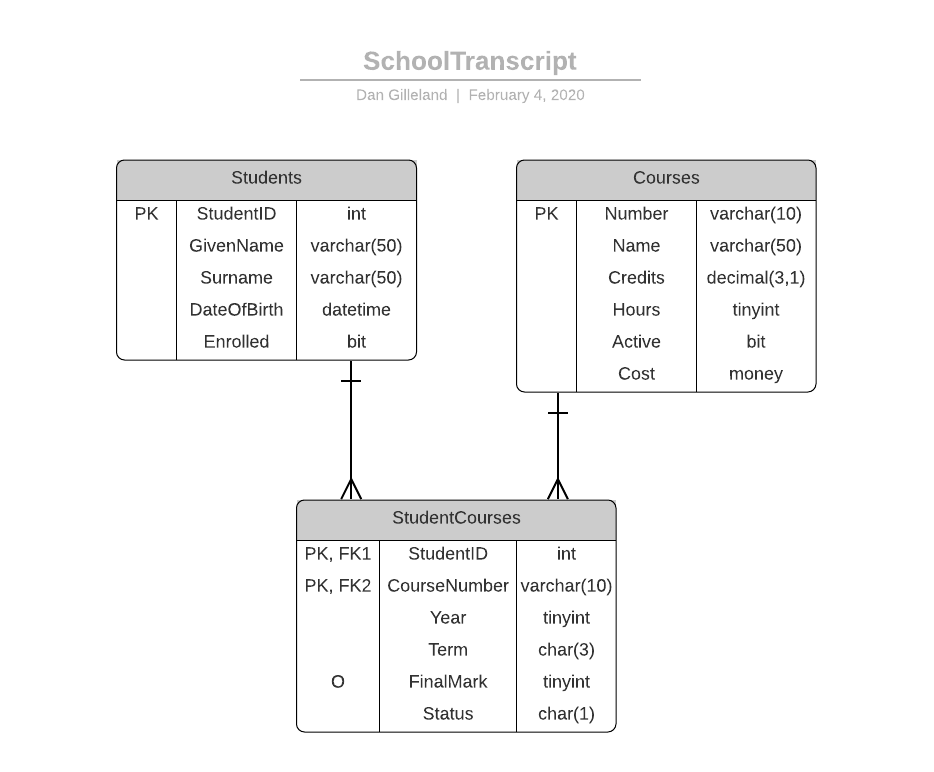 SchoolTranscript
Dan Gilleland | February 4, 2020
Students
PK StudentID int
GivenName varchar(50)
Surname varchar(50)
DateOfBirth datetime
Enrolled bit
Courses
PK Number varchar(10)
Name varchar(50)
Credits decimal(3,1)
Hours tinyint
Active bit
Cost money
StudentCourses
PK, FK1 StudentID int
PK, FK2 CourseNumber varchar(10)
Year tinyint
Term char(3)
O FinalMark tinyint
Status char(1)